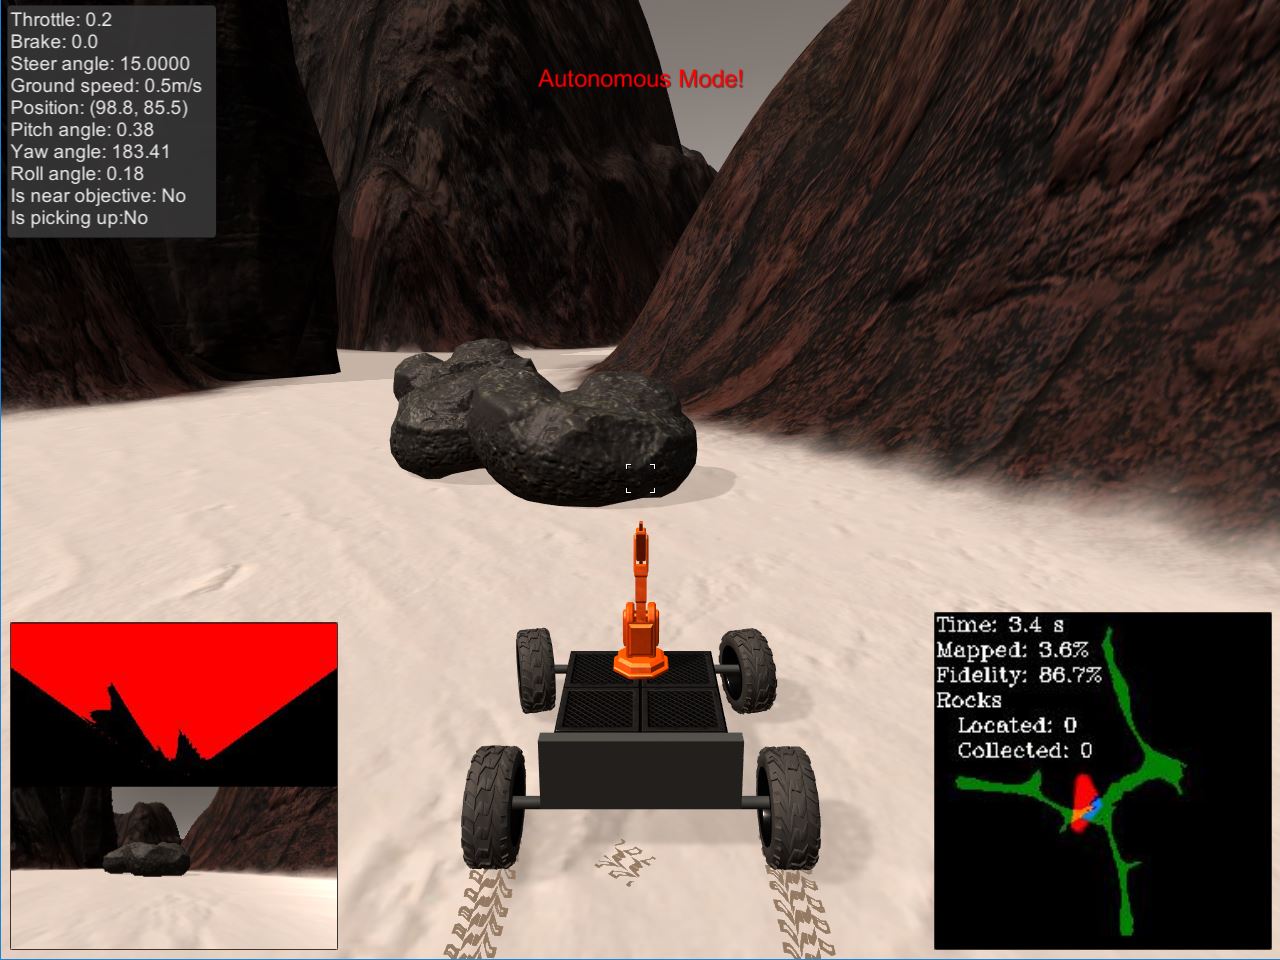 Throttle: 0.2
Brake: 0.0
Steer angle: 15.0000
Ground speed: 0.5m/s
Position: (98.8, 85.5)
Pitch angle: 0.38
Yaw angle: 183.41
Roll angle: 0.18
Is near objective: No
Is picking up:No
Autonomous Mode!
Time: 3.4 s
Mapped: 3.6%
Fidelity: 86.7%
Rocks
Located: 0
Collected: 0